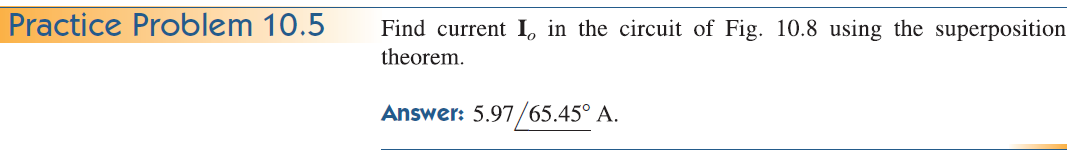 Practice Problem 10.5
Find current I_o in the circuit of Fig. 10.8 using the superposition
theorem.
Answer: 5.97/65.45° A.